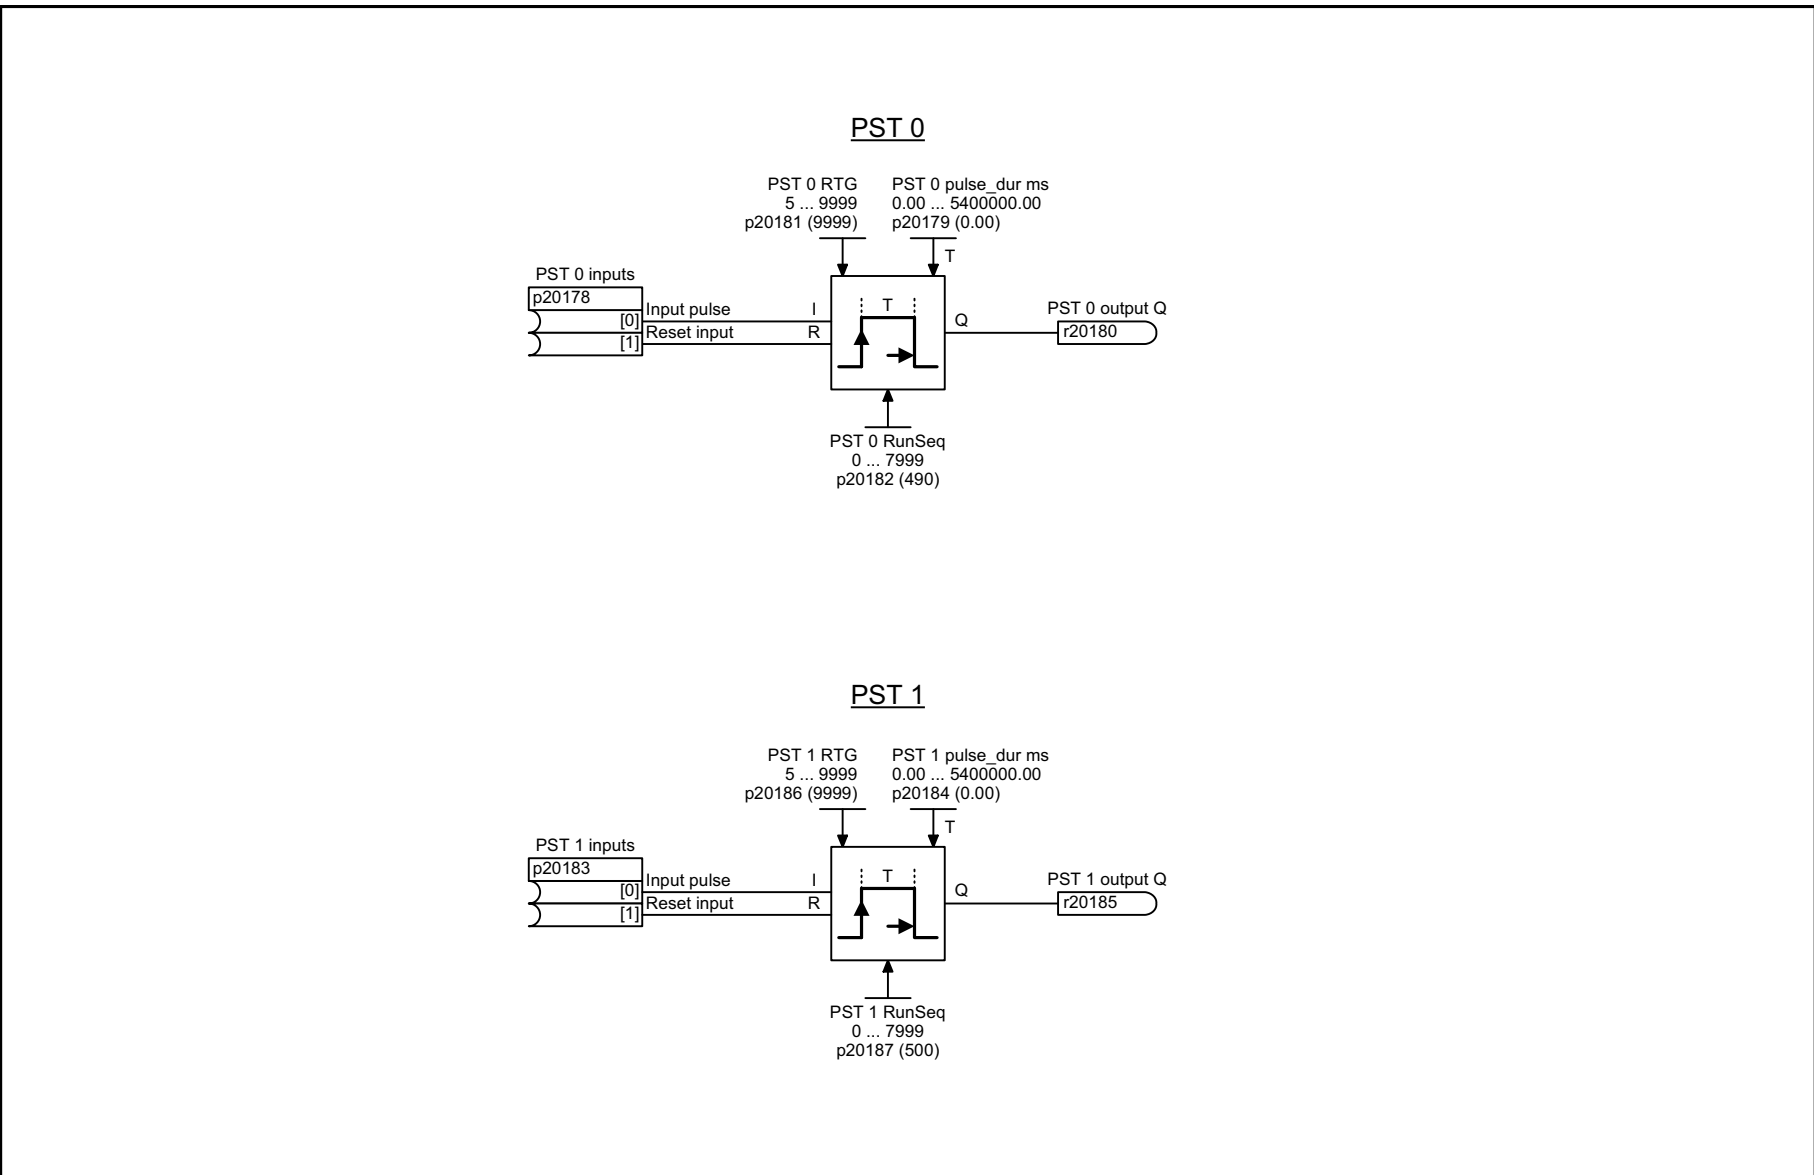 PST 0
PST 0 RTG
5 ... 9999
p20181 (9999)
PST 0 pulse_dur ms
0.00 ... 5400000.00
p20179 (0.00)
T
PST 0 inputs
p20178
[0]
[1]
Input pulse
Reset input
I
R
T
Q
PST 0 output Q
r20180
PST 0 RunSeq
0 ... 7999
p20182 (490)
PST 1
PST 1 RTG
5 ... 9999
p20186 (9999)
PST 1 pulse_dur ms
0.00 ... 5400000.00
p20184 (0.00)
T
PST 1 inputs
p20183
[0]
[1]
Input pulse
Reset input
I
R
T
Q
PST 1 output Q
r20185
PST 1 RunSeq
0 ... 7999
p20187 (500)